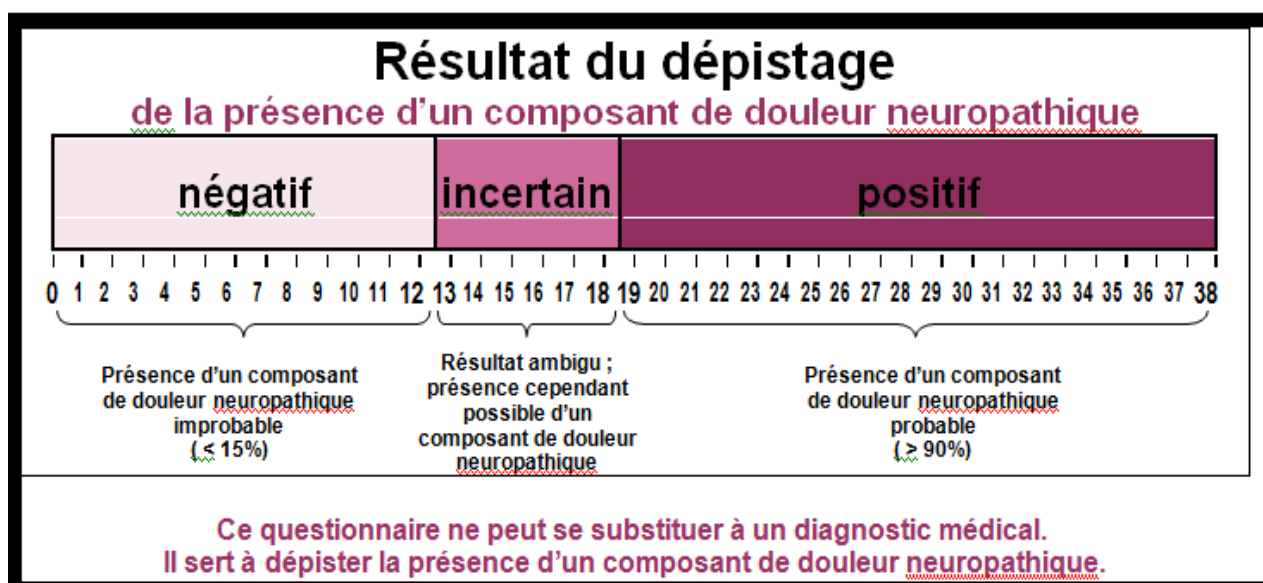 Résultat du dépistage
de la présence d'un composant de douleur neuropathique
négatif incertain positif
0 1 2 3 4 5 6 7 8 9 10 11 12 13 14 15 16 17 18 19 20 21 22 23 24 25 26 27 28 29 30 31 32 33 34 35 36 37 38
Présence d'un composant
de douleur neuropathique
improbable
( < 15%)
Résultat ambigu ;
présence cependant
possible d'un
composant de douleur
neuropathique
Présence d'un composant
de douleur neuropathique
probable
( > 90%)
Ce questionnaire ne peut se substituer à un diagnostic médical.
Il sert à dépister la présence d'un composant de douleur neuropathique.